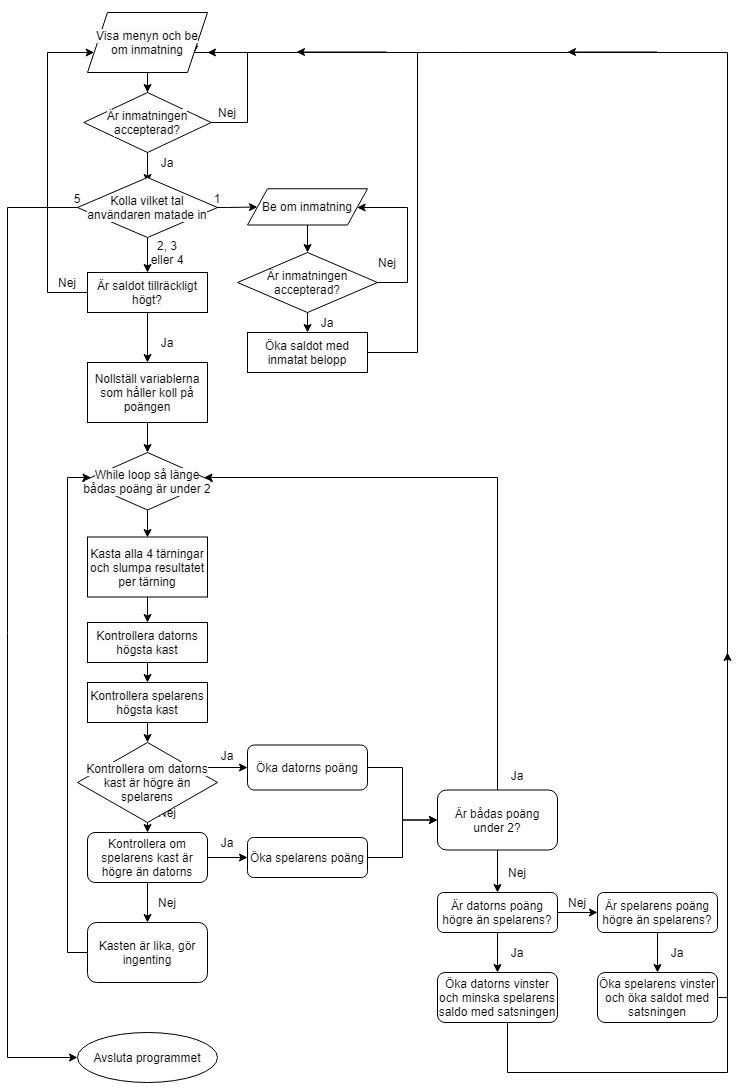 Visa menyn och be
om inmatning
Är inmatningen
accepterad?
Nej
Ja
Kolla vilket tal
användaren matade in
5
1
2, 3
eller 4
Be om inmatning
Är inmatningen
accepterad?
Nej
Ja
Öka saldot med
inmatat belopp
Är saldot tillräckligt
högt?
Nej
Ja
Nollställ variablerna
som håller koll på
poängen
While loop så länge
bådas poäng är under 2
Kasta alla 4 tärningar
och slumpa resultatet
per tärning
Kontrollera datorns
högsta kast
Kontrollera spelarens
högsta kast
Kontrollera om datorns
kast är högre än
spelarens
Ja
Nej
Öka datorns poäng
Kontrollera om
spelarens kast är
högre än datorns
Ja
Nej
Öka spelarens poäng
Kasten är lika, gör
ingenting
Ja
Är bådas poäng
under 2?
Nej
Är datorns poäng
högre än spelarens?
Nej
Är spelarens poäng
högre än spelarens?
Ja
Ja
Öka datorns vinster
och minska spelarens
saldo med satsningen
Öka spelarens vinster
och öka saldot med
satsningen
Avsluta programmet